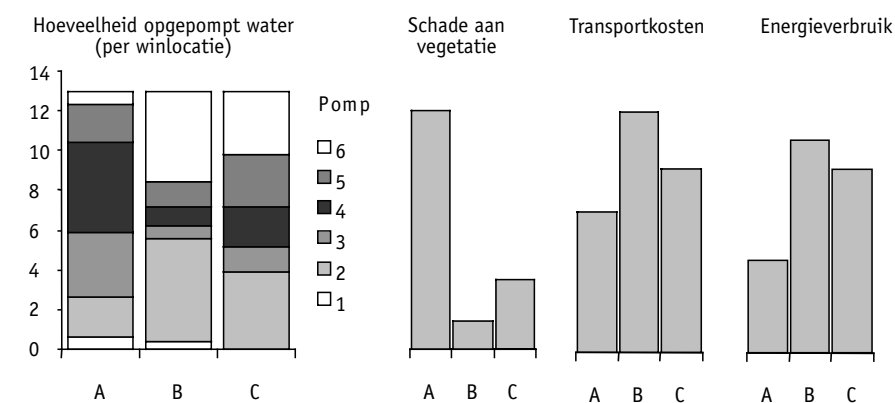 Hoeveelheid opgepompt water
(per winlocatie)
14
12
10
8
6
4
2
0
A B C
Pomp
6
5
4
3
2
1
Schade aan
vegetatie
A B C
Transportkosten
A B C
Energieverbruik
A B C